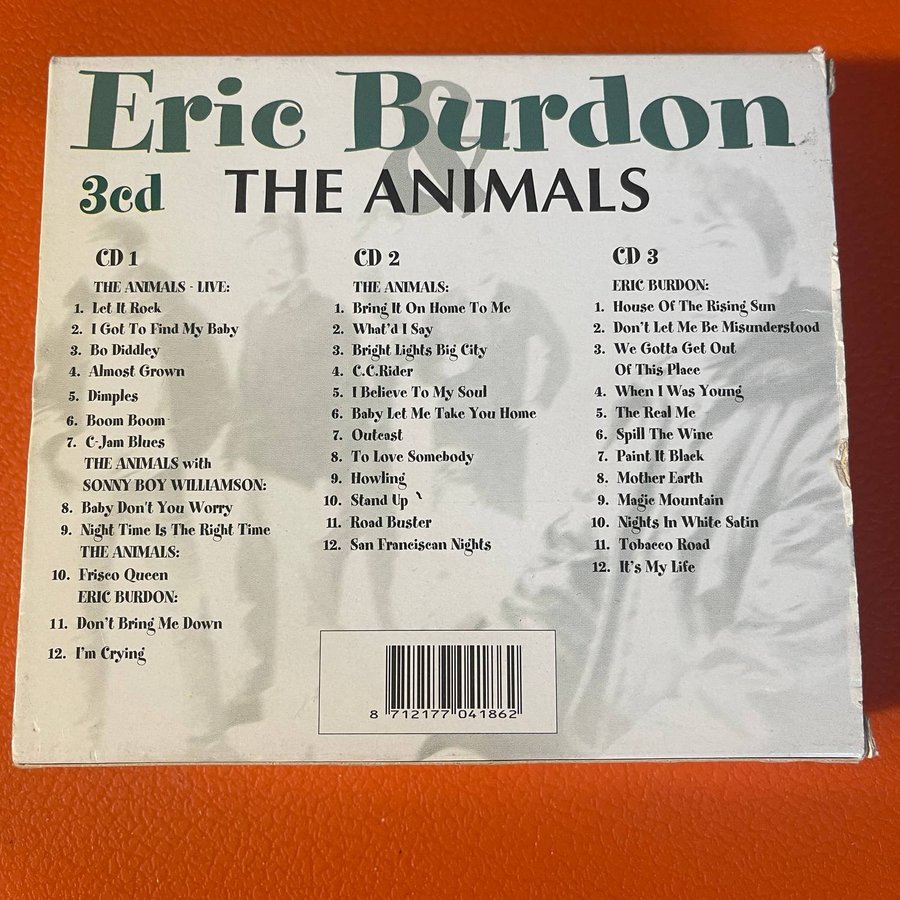 Eric Burdon
&
3cd THE ANIMALS
CD 1
THE ANIMALS - LIVE:
1. Let It Rock
2. I Got To Find My Baby
3. Bo Diddley
4. Almost Grown
5. Dimples
6. Boom Boom
7. C-Jam Blues
THE ANIMALS with
SONNY BOY WILLIAMSON:
8. Baby Don't You Worry
9. Night Time Is The Right Time
THE ANIMALS:
10. Frisco Queen
ERIC BURDON:
11. Don't Bring Me Down
12. I'm Crying
CD 2
THE ANIMALS:
1. Bring It On Home To Me
2. What'd I Say
3. Bright Lights Big City
4. C.C.Rider
5. I Believe To My Soul
6. Baby Let Me Take You Home
7. Outcast
8. To Love Somebody
9. Howling
10. Stand Up
11. Road Buster
12. San Franciscan Nights
CD 3
ERIC BURDON:
1. House Of The Rising Sun
2. Don't Let Me Be Misunderstood
3. We Gotta Get Out
Of This Place
4. When I Was Young
5. The Real Me
6. Spill The Wine
7. Paint It Black
8. Mother Earth
9. Magic Mountain
10. Nights In White Satin
11. Tobacco Road
12. It's My Life
8 712177 041862